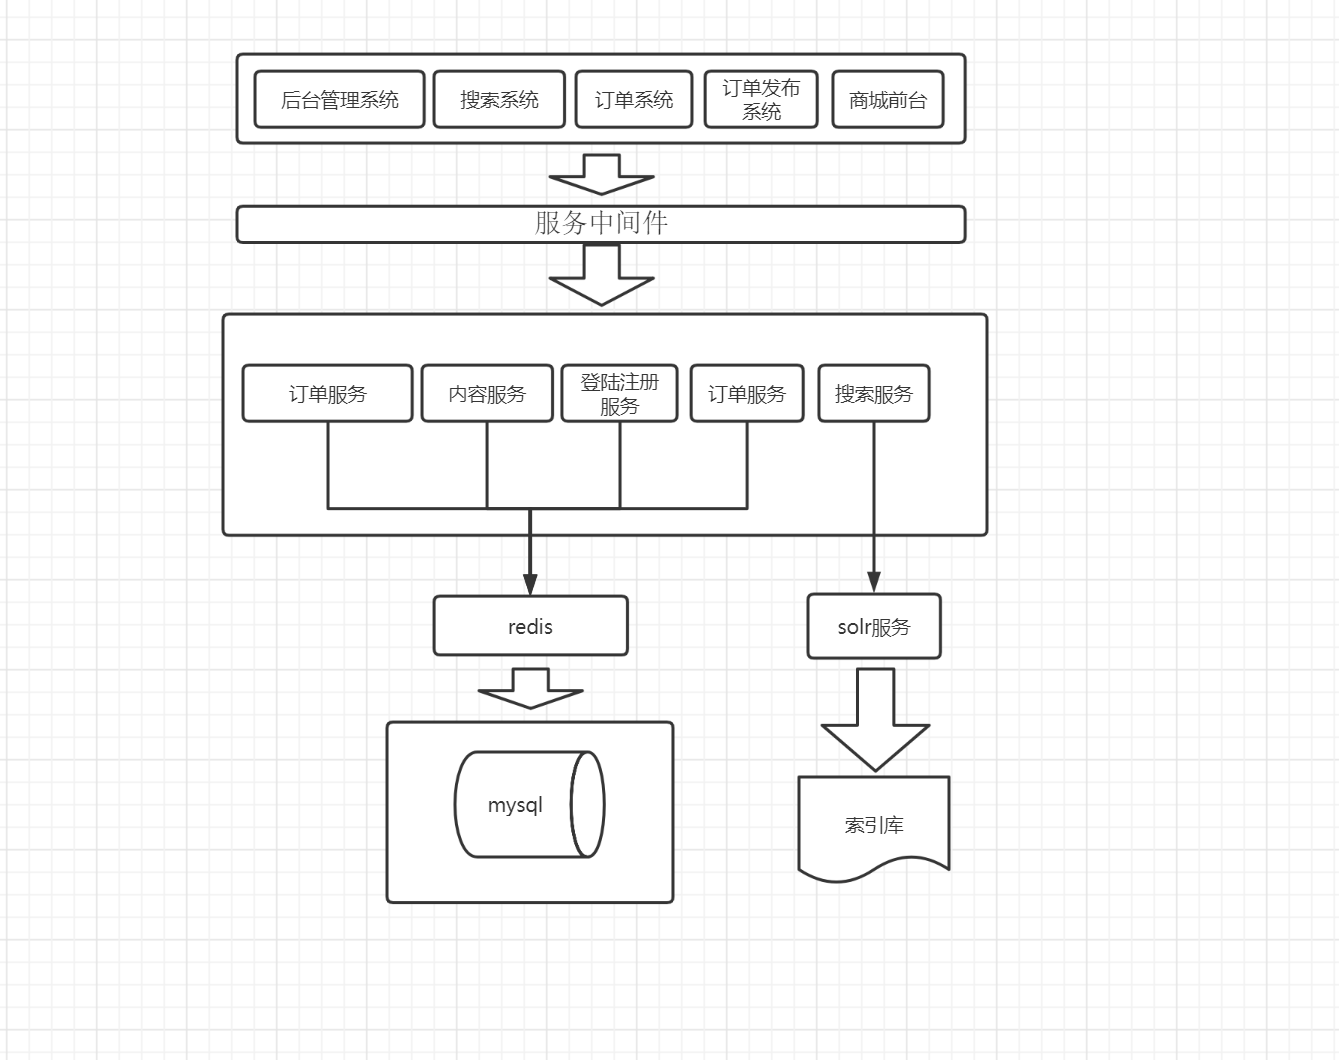 后台管理系统
搜索系统
订单系统
订单发布
系统
商城前台
服务中间件
订单服务
内容服务
登陆注册
服务
订单服务
搜索服务
redis
solr服务
mysql
索引库